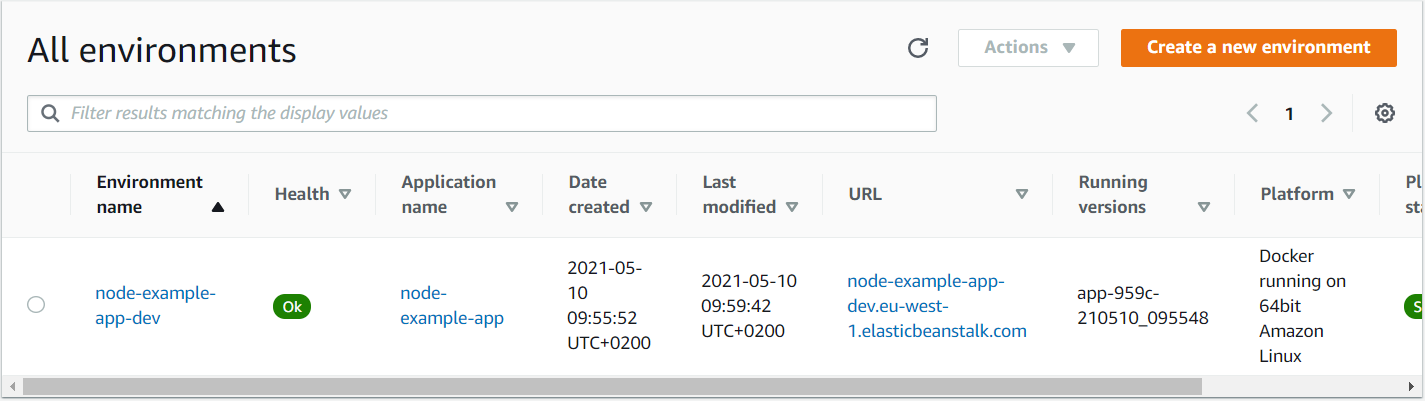 All environments
Actions
Create a new environment
Filter results matching the display values
1
Environment
name
Health
Application
name
Date
created
Last
modified
URL
Running
versions
Platform
Pl
sta
node-example-
app-dev
Ok
node-
example-app
2021-05-
10
09:55:52
UTC+0200
2021-05-10
09:59:42
UTC+0200
node-example-app-
dev.eu-west-
1.elasticbeanstalk.com
app-959c-
210510_095548
Docker
running on
64bit
Amazon
Linux
S